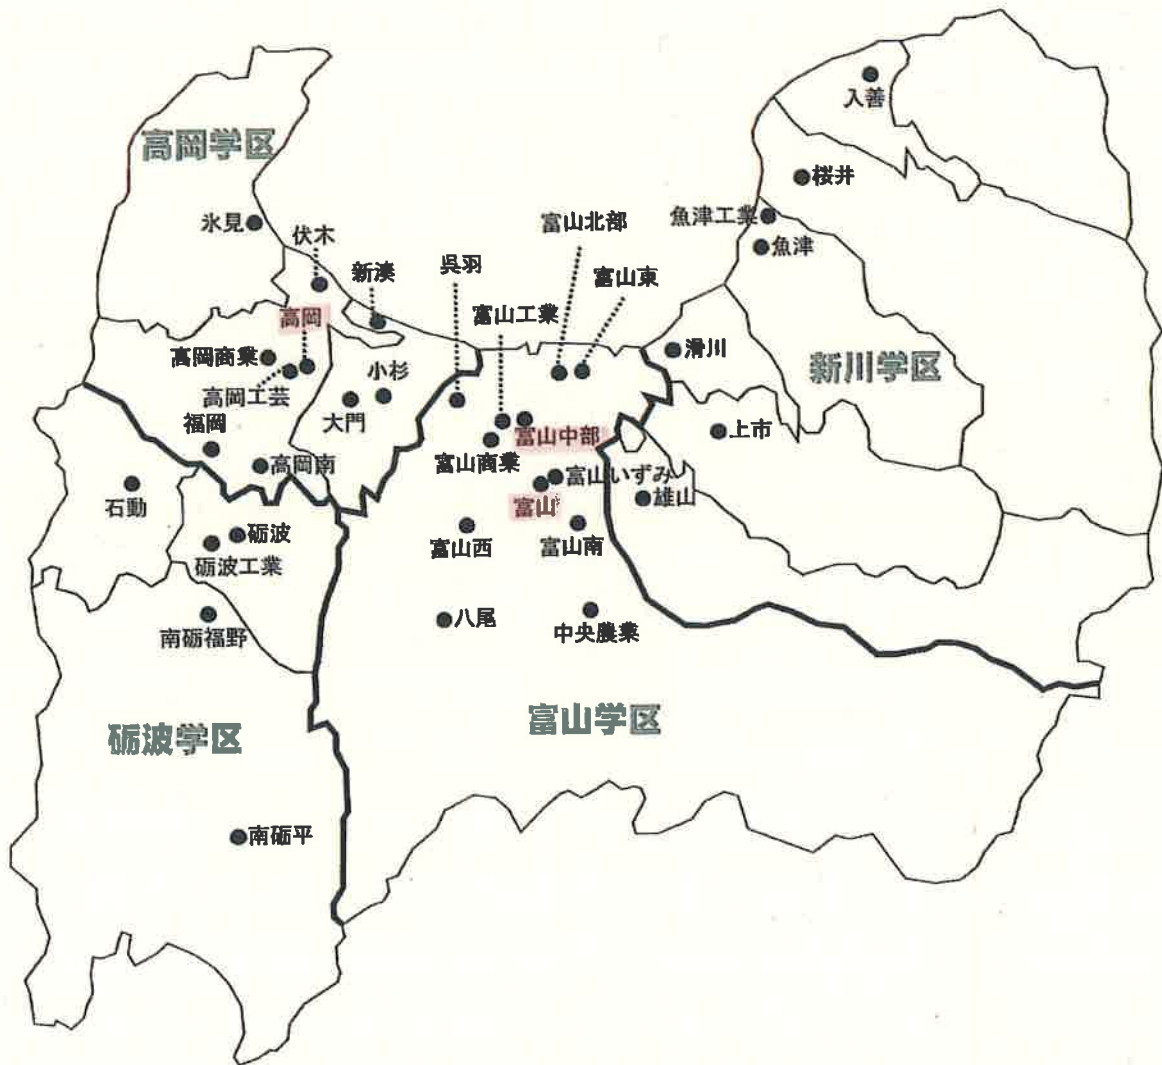 入善
高岡学区
桜井
氷見
伏木
富山北部
魚津工業
魚津
新湊
呉羽
富山東
高岡
富山工業
高岡商業
滑川
新川学区
小杉
高岡工芸
福岡
大門
上市
富山中部
富山商業
高岡南
富山いずみ
石動
富山
雄山
砺波
富山西
富山南
砺波工業
南砺福野
八尾
中央農業
富山学区
砺波学区
南砺平